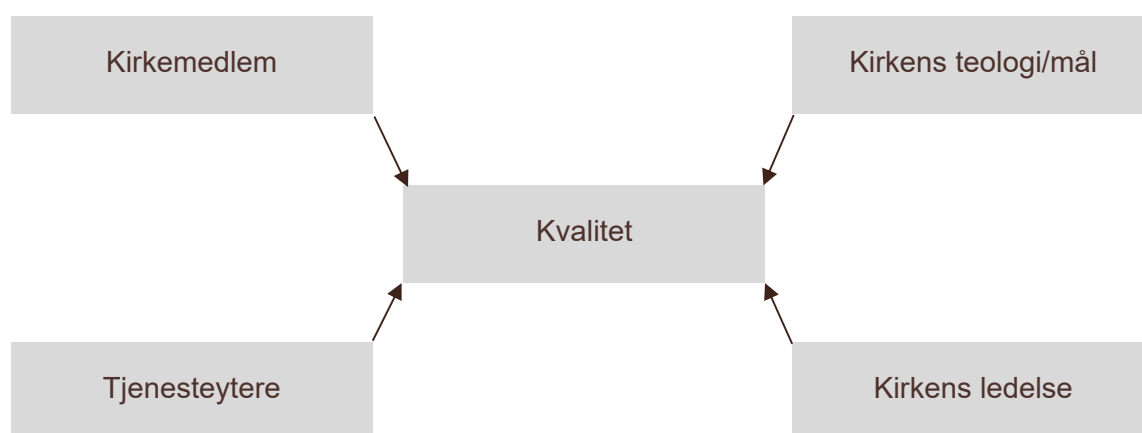 Kirkemedlem
Kirkens teologi/mål
Kvalitet
Tjenesteytere
Kirkens ledelse